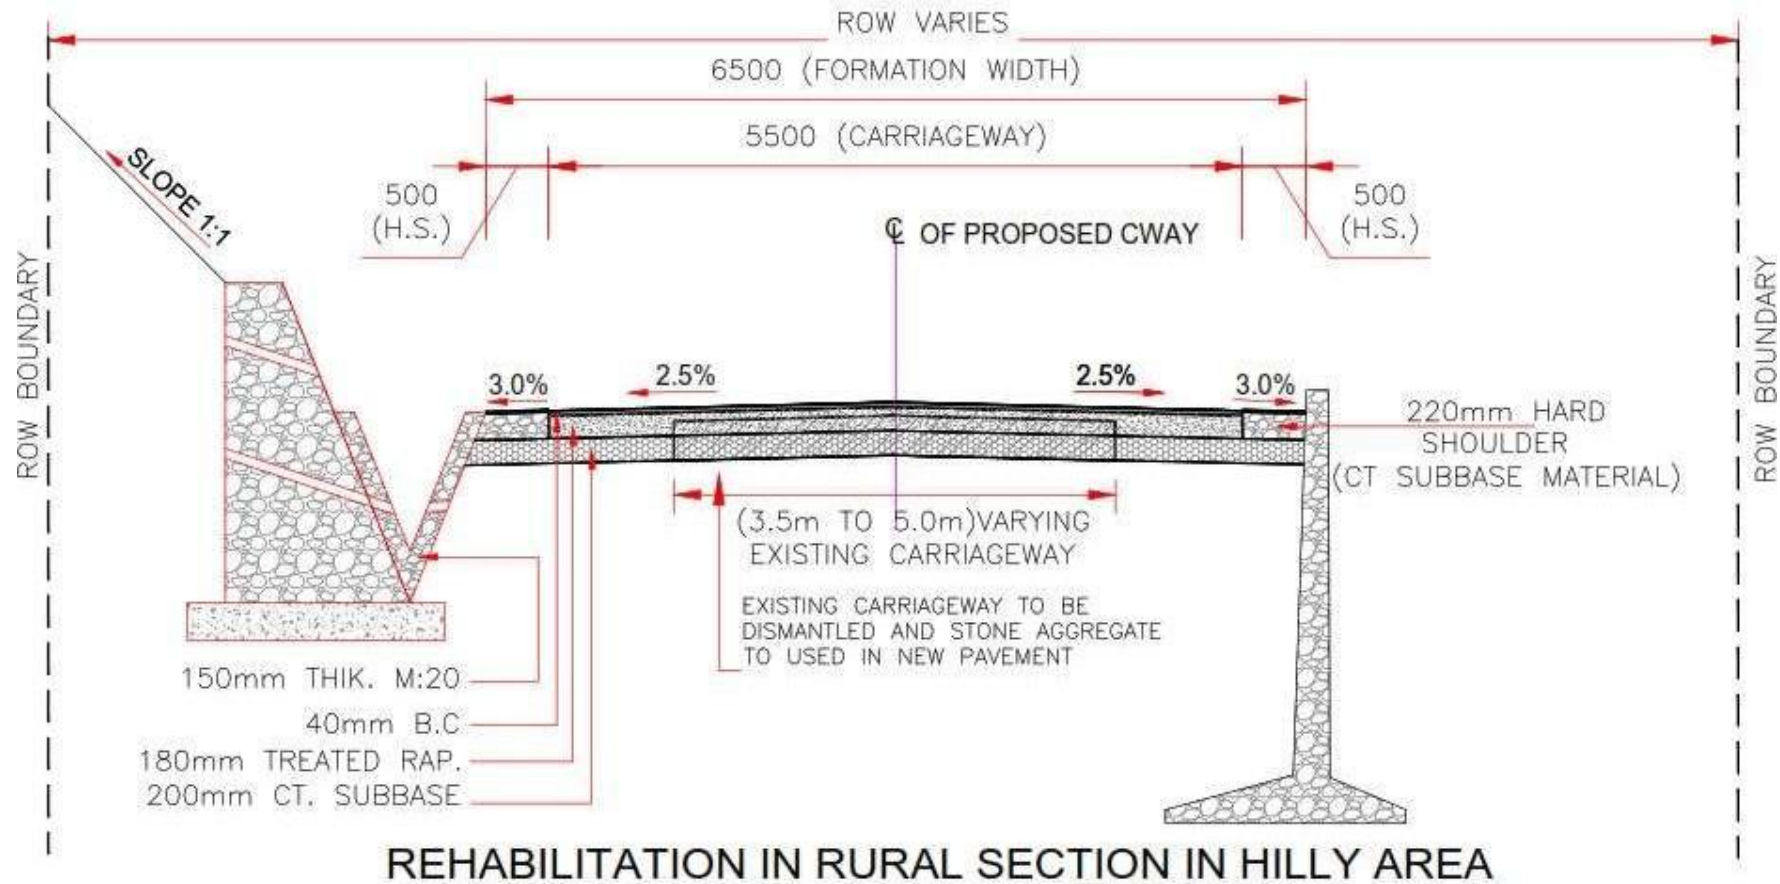 ROW VARIES
6500 (FORMATION WIDTH)
5500 (CARRIAGEWAY)
SLOPE 1:1
500
(H.S.)
500
(H.S.)
℄ OF PROPOSED CWAY
ROW BOUNDARY
ROW BOUNDARY
3.0%
2.5%
2.5%
3.0%
220mm HARD
SHOULDER
(CT SUBBASE MATERIAL)
(3.5m TO 5.0m)VARYING
EXISTING CARRIAGEWAY
EXISTING CARRIAGEWAY TO BE
DISMANTLED AND STONE AGGREGATE
TO USED IN NEW PAVEMENT
150mm THIK. M:20
40mm B.C
180mm TREATED RAP.
200mm CT. SUBBASE
REHABILITATION IN RURAL SECTION IN HILLY AREA